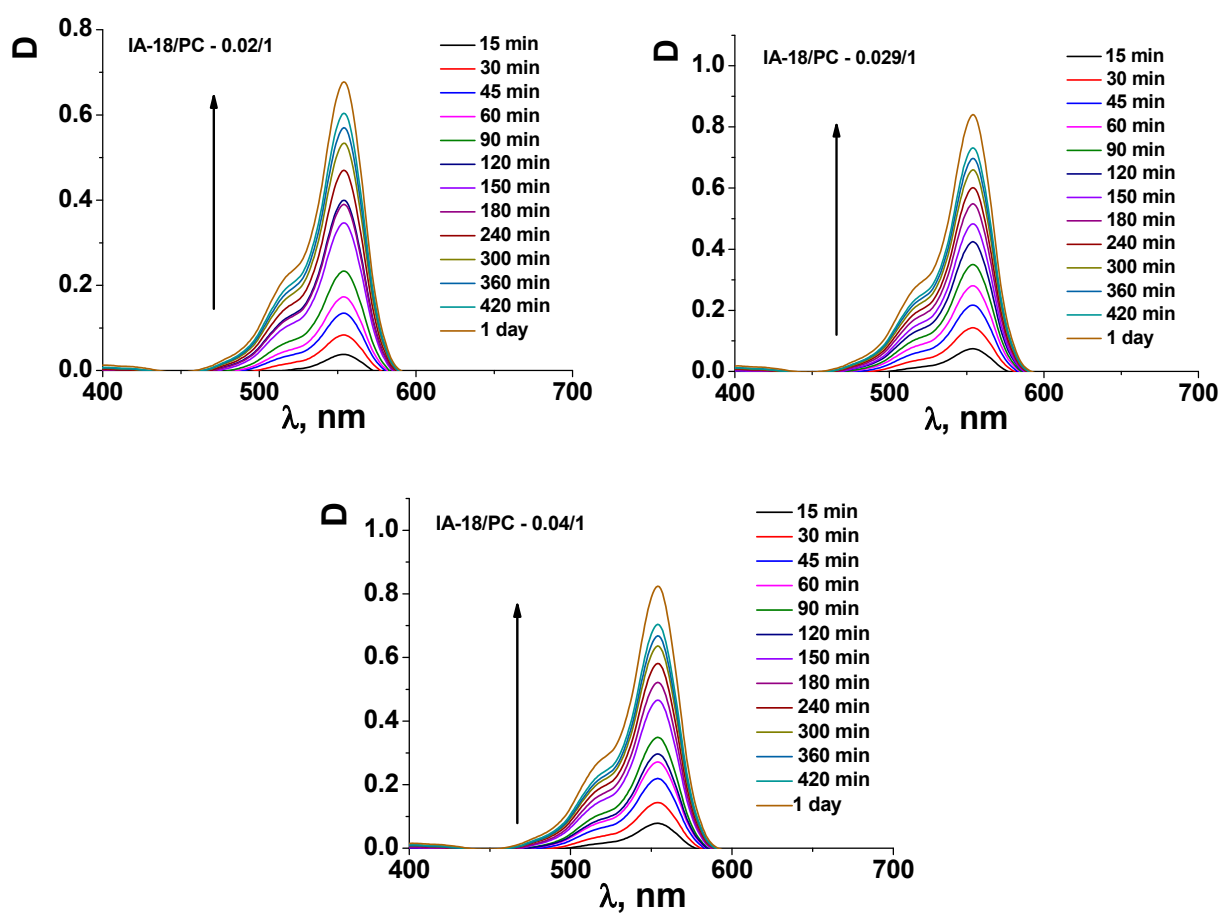 D
IA-18/PC - 0.02/1
0.8
0.6
0.4
0.2
0.0
400
500
600
700
λ, nm
15 min
30 min
45 min
60 min
90 min
120 min
150 min
180 min
240 min
300 min
360 min
420 min
1 day
D
IA-18/PC - 0.029/1
1.0
0.8
0.6
0.4
0.2
0.0
400
500
600
700
λ, nm
15 min
30 min
45 min
60 min
90 min
120 min
150 min
180 min
240 min
300 min
360 min
420 min
1 day
D
IA-18/PC - 0.04/1
1.0
0.8
0.6
0.4
0.2
0.0
400
500
600
700
λ, nm
15 min
30 min
45 min
60 min
90 min
120 min
150 min
180 min
240 min
300 min
360 min
420 min
1 day